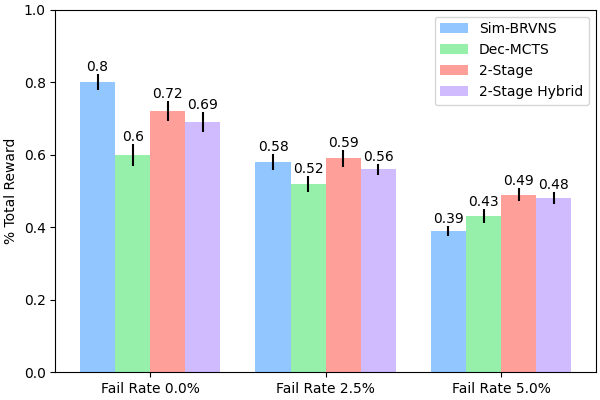 1.0
0.8
0.6
0.4
0.2
0.0
% Total Reward
Sim-BRVNS
Dec-MCTS
2-Stage
2-Stage Hybrid
0.8
0.6
0.72
0.69
0.58
0.52
0.59
0.56
0.39
0.43
0.49
0.48
Fail Rate 0.0%
Fail Rate 2.5%
Fail Rate 5.0%